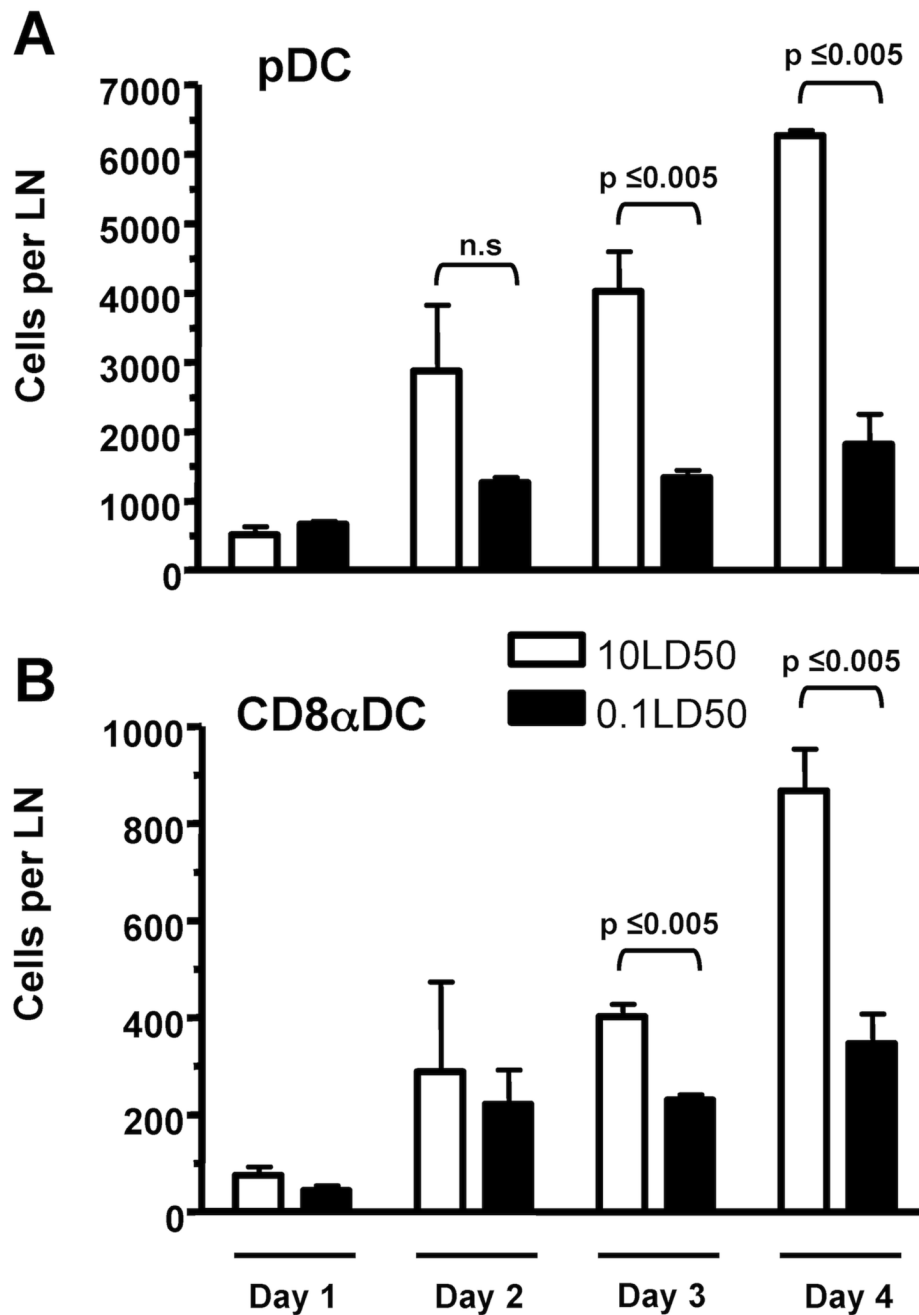 A
pDC
p ≤0.005
7000
6000
p ≤0.005
5000
n.s
4000
3000
2000
1000
0
Cells per LN
10LD50
0.1LD50
B
CD8αDC
p ≤0.005
1000
800
600
p ≤0.005
400
200
0
Cells per LN
Day 1 Day 2 Day 3 Day 4